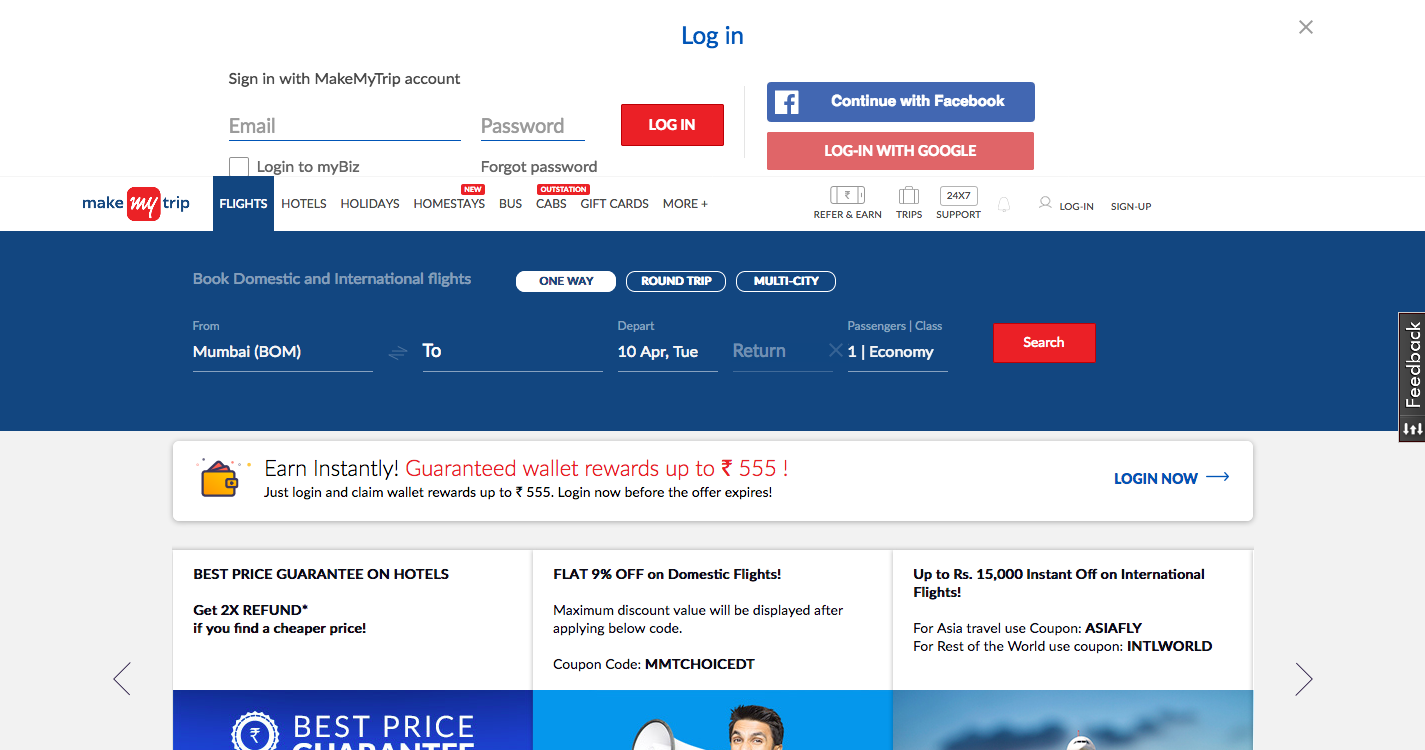 Log in
Sign in with MakeMyTrip account
Email
Password
LOG IN
Login to myBiz
Forgot password
Continue with Facebook
LOG-IN WITH GOOGLE
make my trip
FLIGHTS
HOTELS
HOLIDAYS
NEW
HOMESTAYS
BUS
OUTSTATION
CABS
GIFT CARDS
MORE +
₹
REFER & EARN
TRIPS
24X7
SUPPORT
LOG-IN
SIGN-UP
Book Domestic and International flights
ONE WAY
ROUND TRIP
MULTI-CITY
From
Mumbai (BOM)
To
Depart
10 Apr, Tue
Return
Passengers | Class
1 | Economy
Search
Feedback
Earn Instantly! Guaranteed wallet rewards up to ₹ 555 !
Just login and claim wallet rewards up to ₹ 555. Login now before the offer expires!
LOGIN NOW
BEST PRICE GUARANTEE ON HOTELS
Get 2X REFUND*
if you find a cheaper price!
FLAT 9% OFF on Domestic Flights!
Maximum discount value will be displayed after
applying below code.
Coupon Code: MMTCHOICEDT
Up to Rs. 15,000 Instant Off on International
Flights!
For Asia travel use Coupon: ASIAFLY
For Rest of the World use coupon: INTLWORLD
₹
BEST PRICE
GUARANTEE